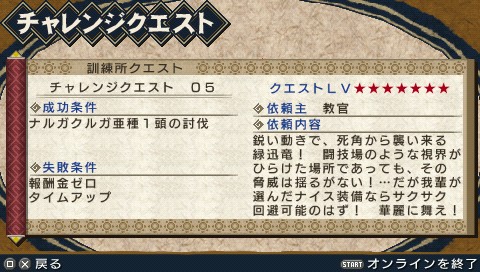 チャレンジクエスト
訓練所クエスト
チャレンジクエスト　０５
成功条件
ナルガクルガ亜種１頭の討伐
失敗条件
報酬金ゼロ
タイムアップ
クエストＬＶ★★★★★★★
依頼主　教官
依頼内容
鋭い動きで、死角から襲い来る
緑迅竜！　闘技場のような視界が
ひらけた場所であっても、その
脅威は揺るがない！…だが我輩が
選んだナイス装備ならサクサク
回避可能のはず！　華麗に舞え！
□×戻る
START オンラインを終了